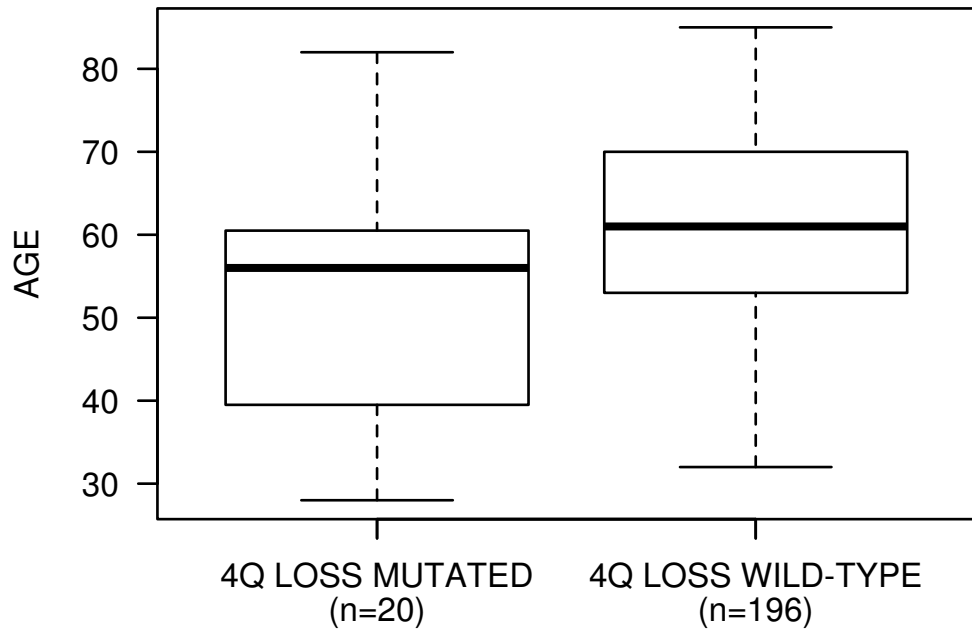 AGE
80
70
60
50
40
30
4Q LOSS MUTATED
(n=20)
4Q LOSS WILD-TYPE
(n=196)